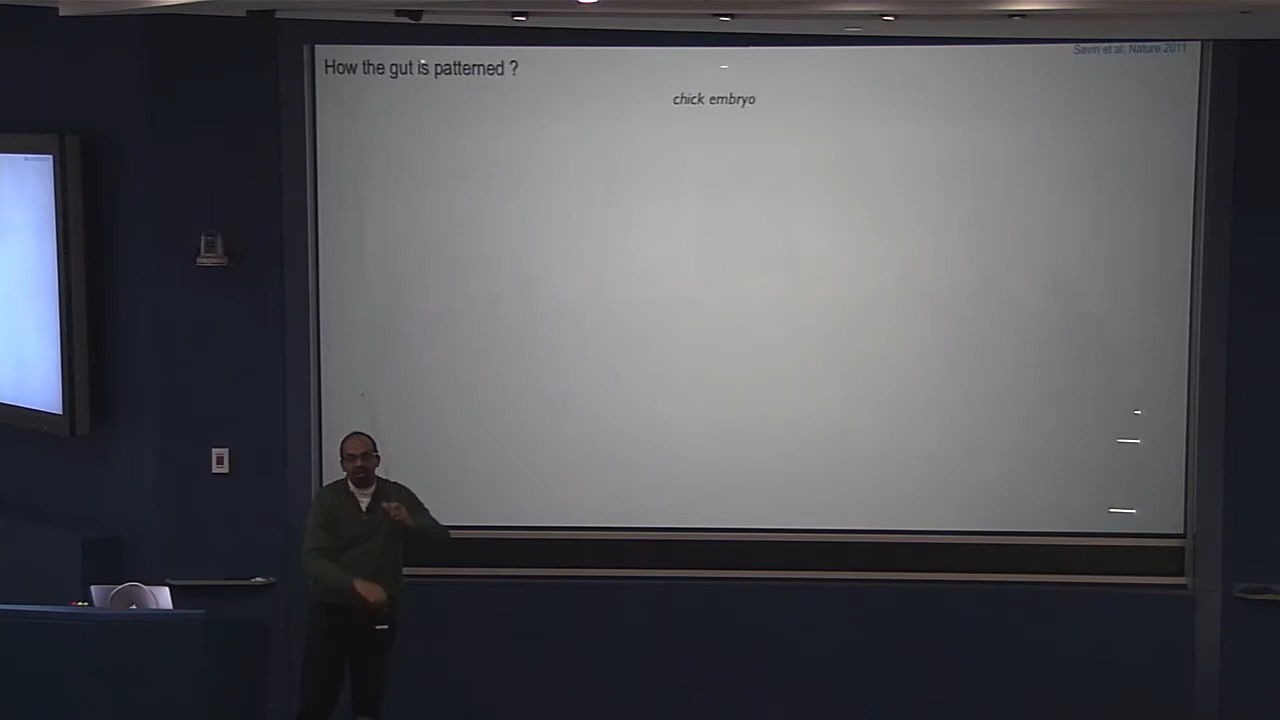 Savin et al, Nature 2011
How the gut is patterned ?
chick embryo